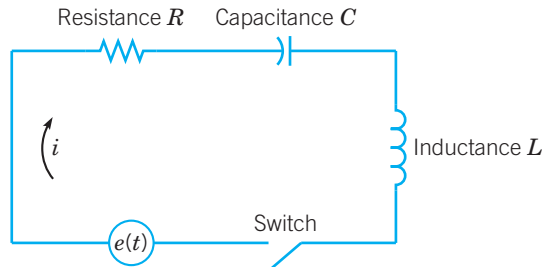 Resistance R
Capacitance C
i
Inductance L
Switch
e(t)